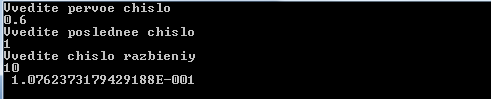 Vvedite pervoe chislo
0.6
Vvedite poslednee chislo
1
Vvedite chislo razbieniy
10
1.0762373179429188E-001